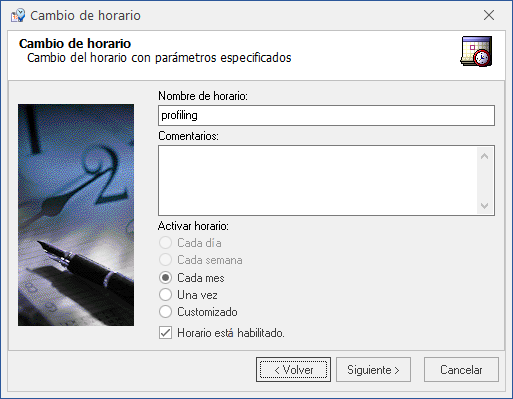 Cambio de horario
Cambio de horario
Cambio del horario con parámetros especificados
Nombre de horario:
profiling
Comentarios:
Activar horario:
Cada día
Cada semana
Cada mes
Una vez
Customizado
Horario está habilitado.
< Volver
Siguiente >
Cancelar
2